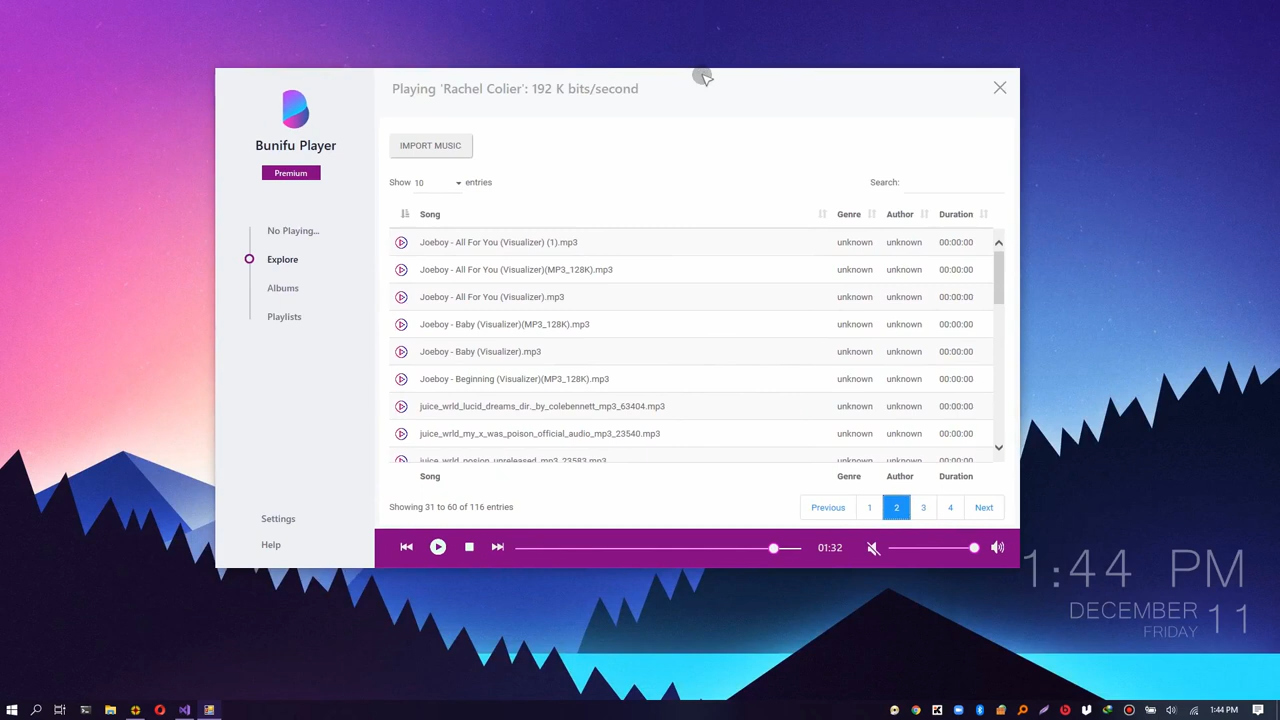 Playing 'Rachel Colier': 192 K bits/second
Bunifu Player
Premium
No Playing...
Explore
Albums
Playlists
Settings
Help
IMPORT MUSIC
Show 10 entries
Search:
Song Genre Author Duration
Joeboy - All For You (Visualizer) (1).mp3 unknown unknown 00:00:00
Joeboy - All For You (Visualizer)(MP3_128K).mp3 unknown unknown 00:00:00
Joeboy - All For You (Visualizer).mp3 unknown unknown 00:00:00
Joeboy - Baby (Visualizer)(MP3_128K).mp3 unknown unknown 00:00:00
Joeboy - Baby (Visualizer).mp3 unknown unknown 00:00:00
Joeboy - Beginning (Visualizer)(MP3_128K).mp3 unknown unknown 00:00:00
juice_wrld_lucid_dreams_dir._by_colebennett_mp3_63404.mp3 unknown unknown 00:00:00
juice_wrld_my_x_was_poison_official_audio_mp3_23540.mp3 unknown unknown 00:00:00
juice_wrld_posion_unreleased_mp3_23583.mp3 unknown unknown 00:00:00
Song Genre Author Duration
Showing 31 to 60 of 116 entries
Previous 1 2 3 4 Next
01:32
1:44 PM
DECEMBER 11
FRIDAY
1:44 PM